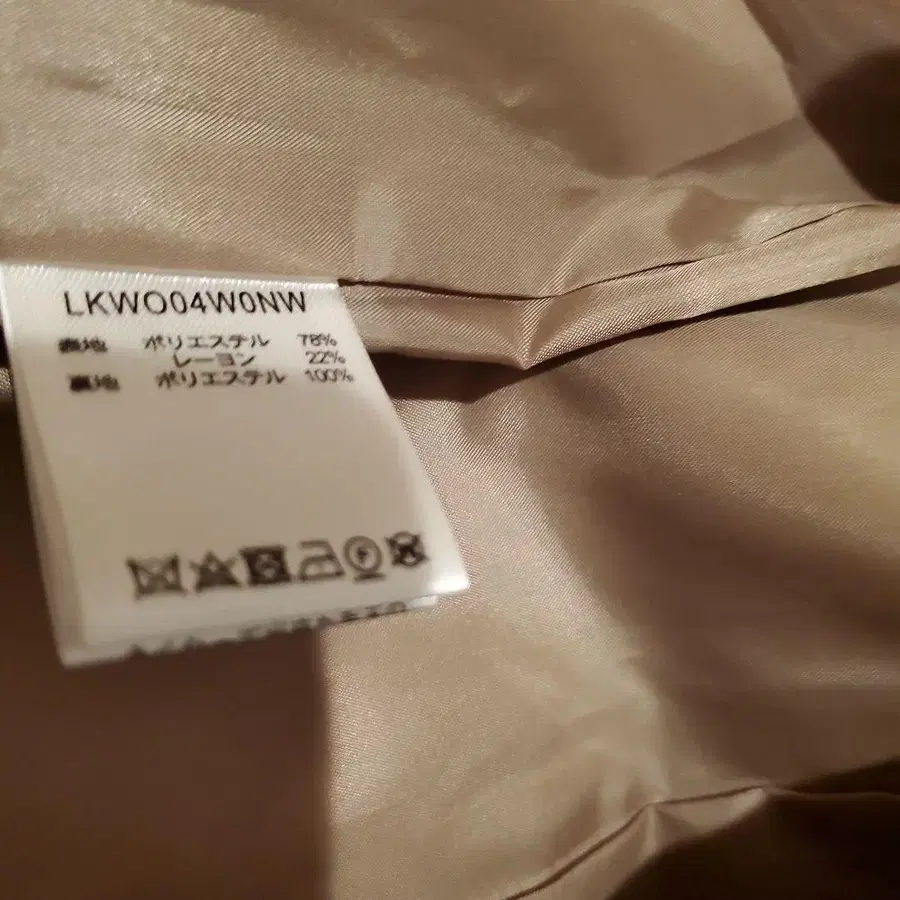 LKWO04W0NW
表地 ポリエステル 78%
レーヨン 22%
裏地 ポリエステル 100%
F